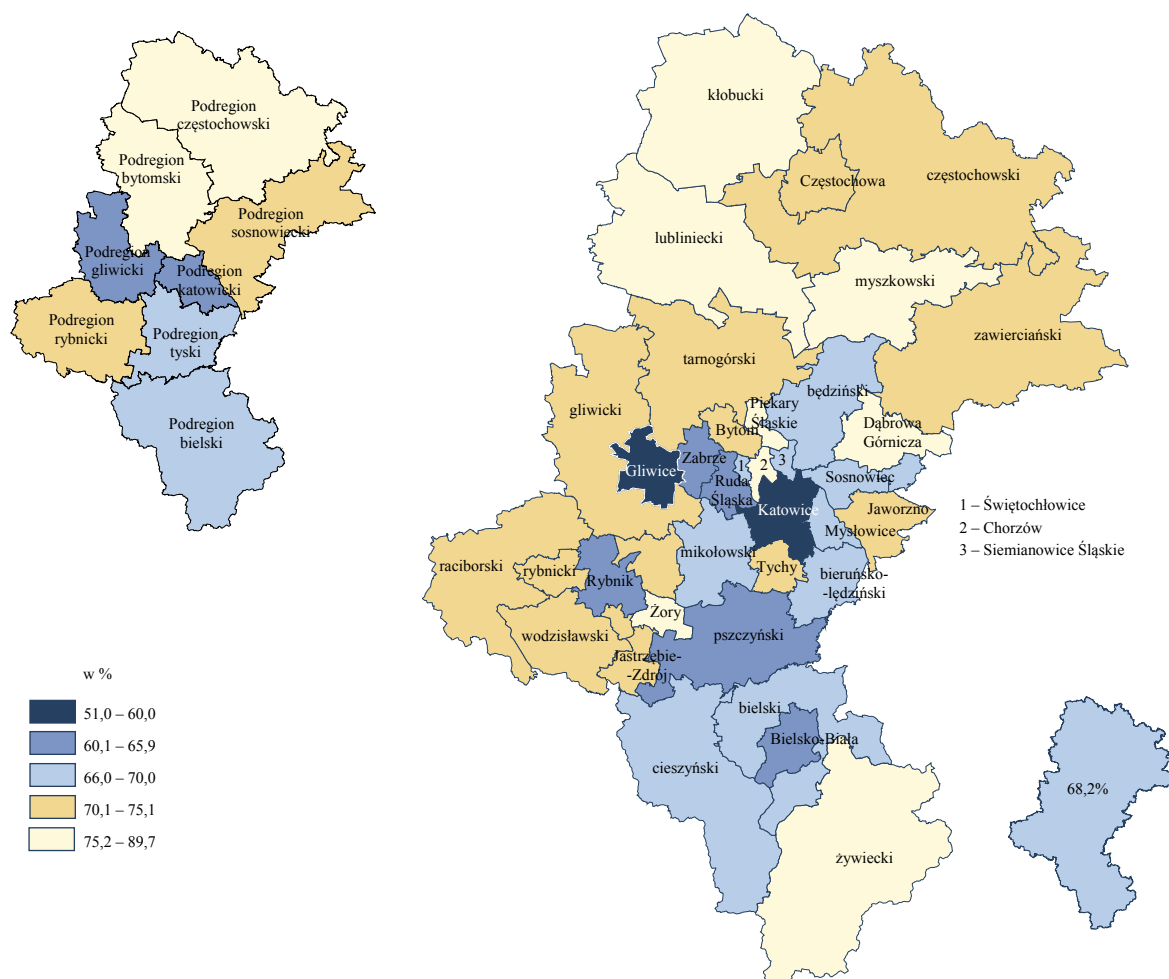 Podregion
częstochowski
Podregion
bytomski
Podregion
sosnowiecki
Podregion
gliwicki
Podregion
katowicki
Podregion
rybnicki
Podregion
tyski
Podregion
bielski
kłobucki
Częstochowa
częstochowski
lubliniecki
myszkowski
zawierciański
tarnogórski
będziński
gliwicki
Piekary
Śląskie
Bytom
Dąbrowa
Górnicza
Gliwice
Zabrze
1
2
3
Ruda
Śląska
Sosnowiec
Katowice
Jaworzno
Mysłowice
mikołowski
raciborski
rybnicki
Rybnik
Tychy
bieruńsko-
-lędziński
Żory
wodzisławski
pszczyński
Jastrzębie-
-Zdrój
bielski
Bielsko-Biała
cieszyński
żywiecki
1 – Świętochłowice
2 – Chorzów
3 – Siemianowice Śląskie
w %
51,0 – 60,0
60,1 – 65,9
66,0 – 70,0
70,1 – 75,1
75,2 – 89,7
68,2%